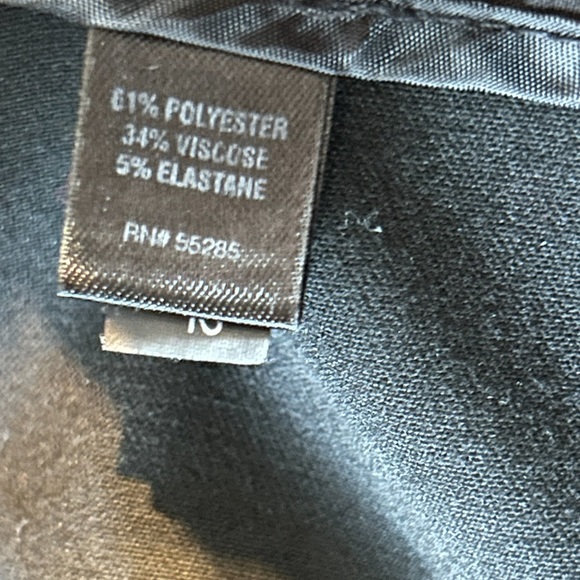 61% POLYESTER
34% VISCOSE
5% ELASTANE
RN# 55285